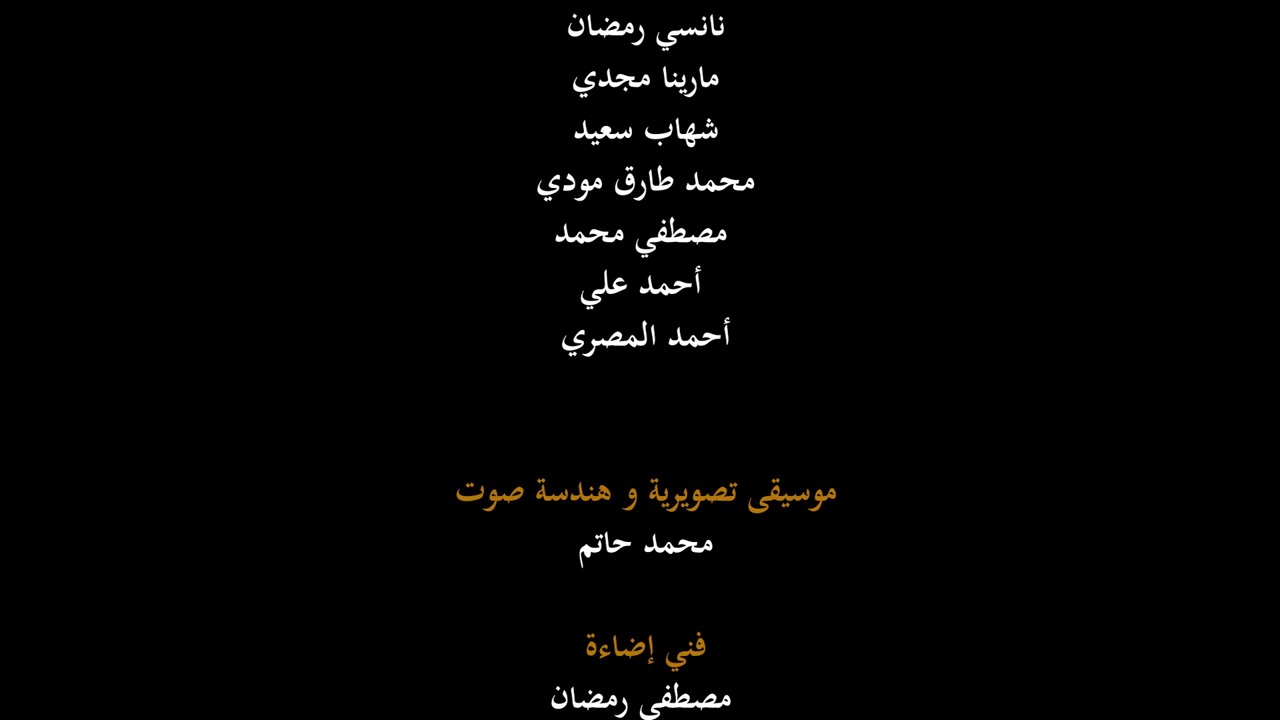 نانسي رمضان
مارينا مجدي
شهاب سعيد
محمد طارق مودي
مصطفي محمد
أحمد علي
أحمد المصري
موسيقى تصويرية و هندسة صوت
محمد حاتم
فني إضاءة
مصطفي رمضان